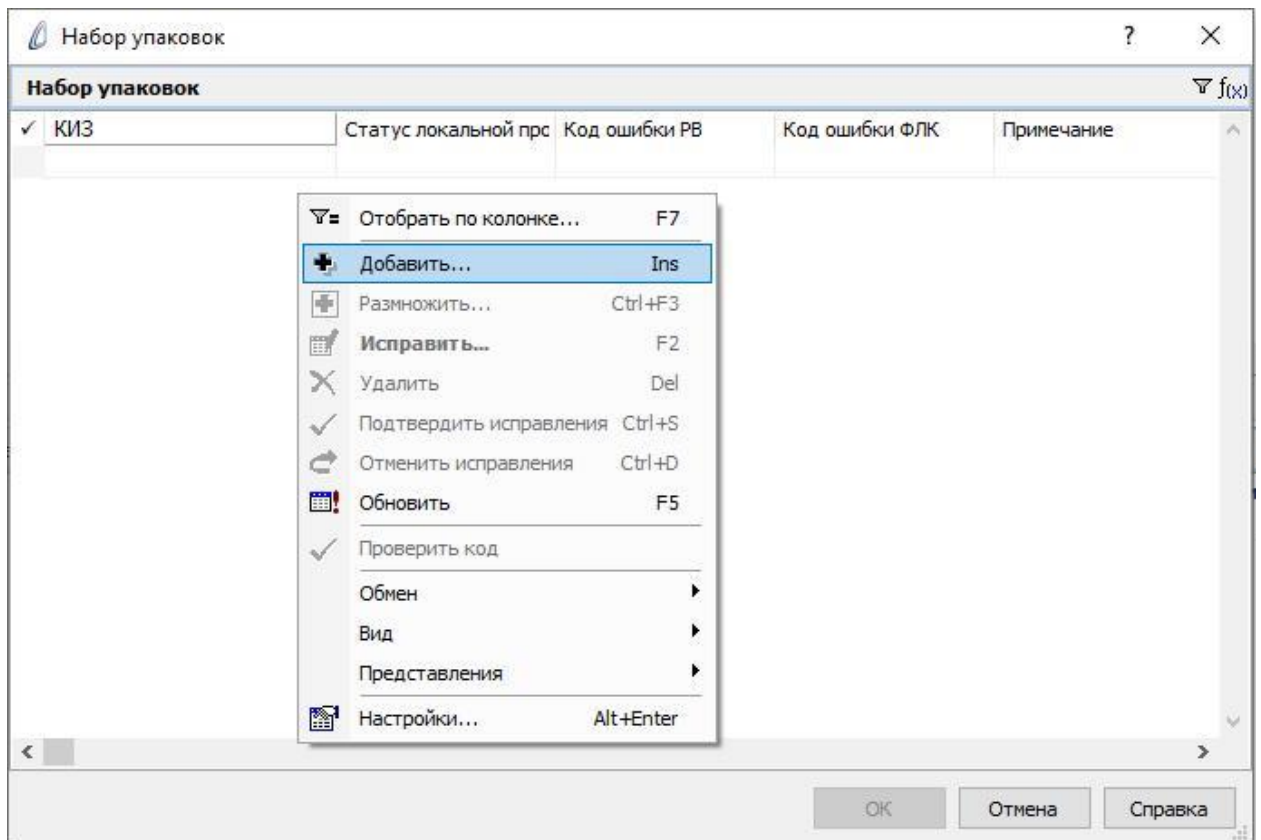 Набор упаковок ?
Набор упаковок f(x)
КИЗ Статус локальной прс Код ошибки РВ Код ошибки ФЛК Примечание
Отобрать по колонке... F7
Добавить... Ins
Размножить... Ctrl+F3
Исправить... F2
Удалить Del
Подтвердить исправления Ctrl+S
Отменить исправления Ctrl+D
Обновить F5
Проверить код
Обмен
Вид
Представления
Настройки... Alt+Enter
OK Отмена Справка